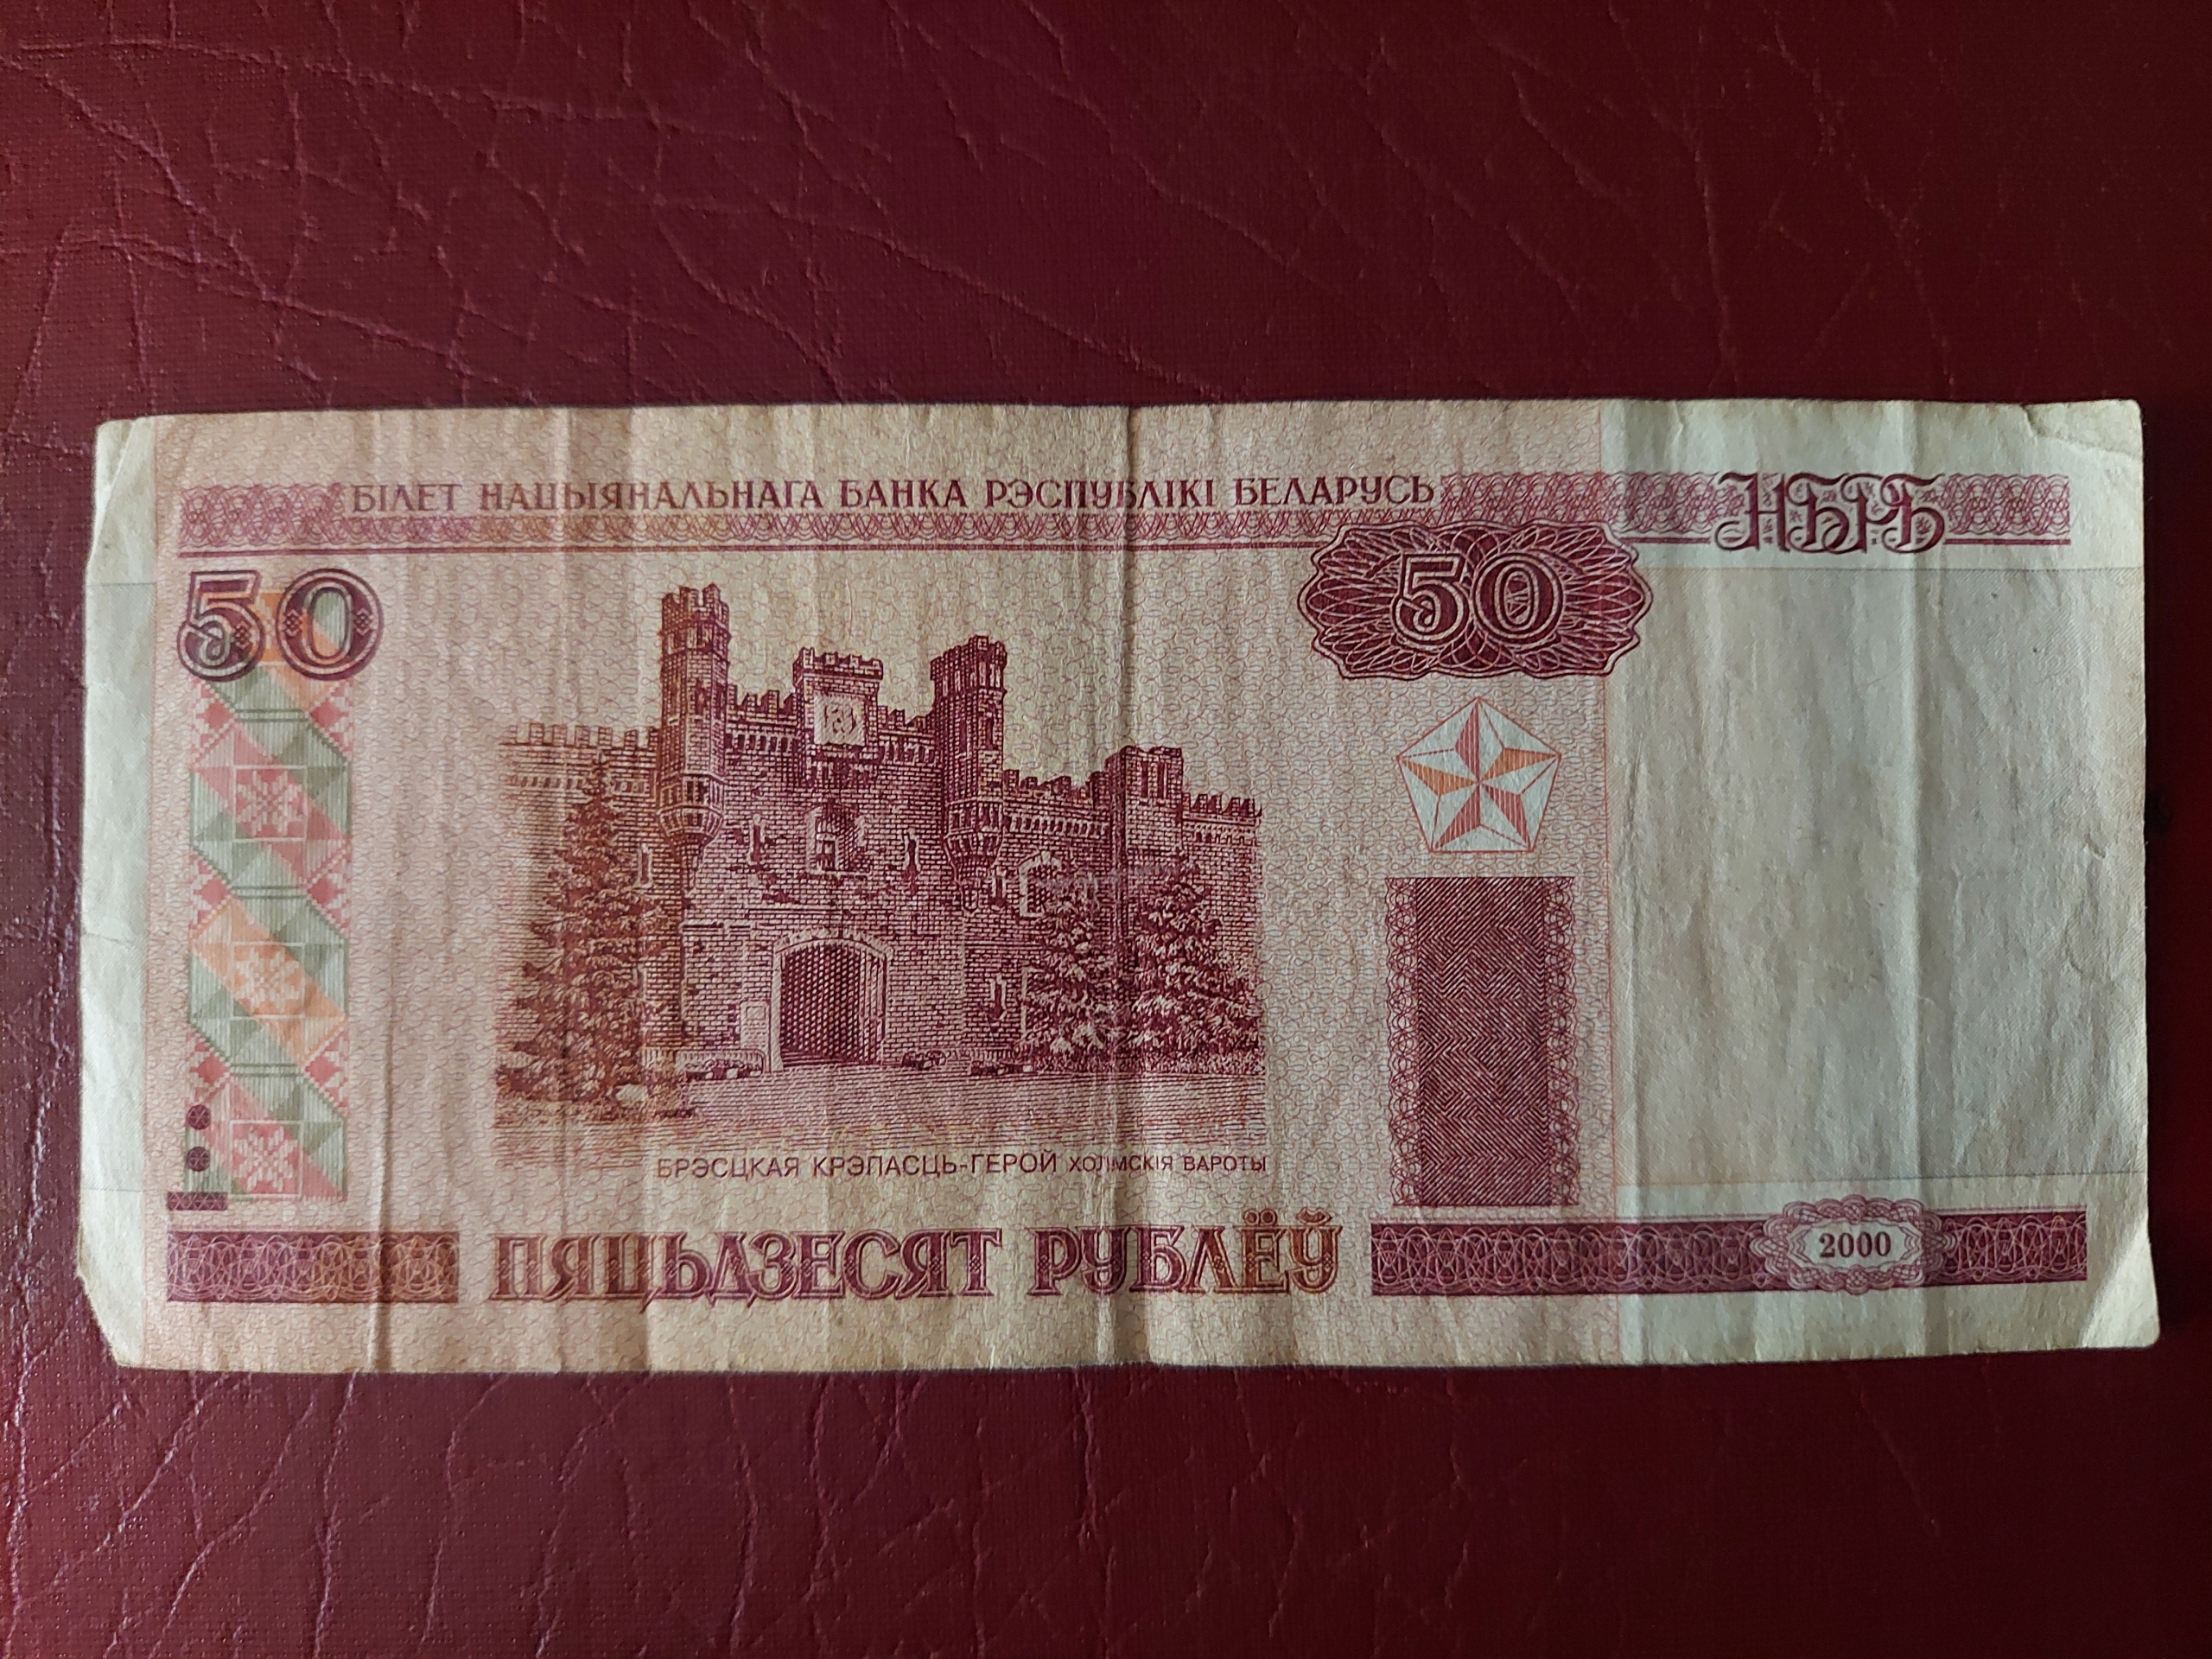 БІЛЕТ НАЦЫЯНАЛЬНАГА БАНКА РЭСПУБЛІКІ БЕЛАРУСЬ
НБРБ
50
50
БРЭСЦКАЯ КРЭПАСЦЬ-ГЕРОЙ ХОЛМСКІЯ ВАРОТЫ
ПЯЦЬДЗЕСЯТ РУБЛЁЎ
2000